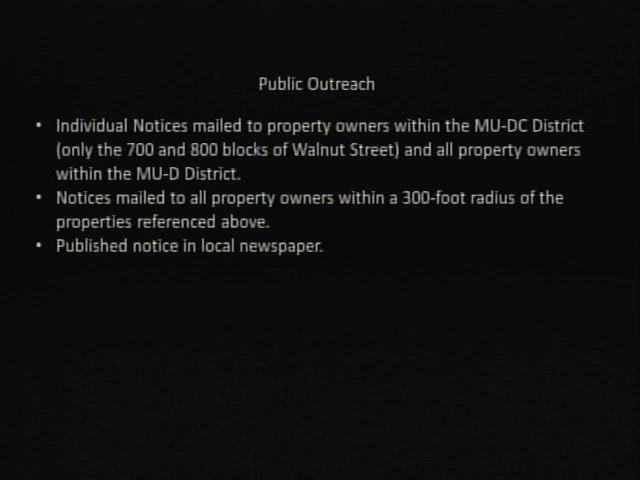 Public Outreach
• Individual Notices mailed to property owners within the MU-DC District
(only the 700 and 800 blocks of Walnut Street) and all property owners
within the MU-D District.
• Notices mailed to all property owners within a 300-foot radius of the
properties referenced above.
• Published notice in local newspaper.